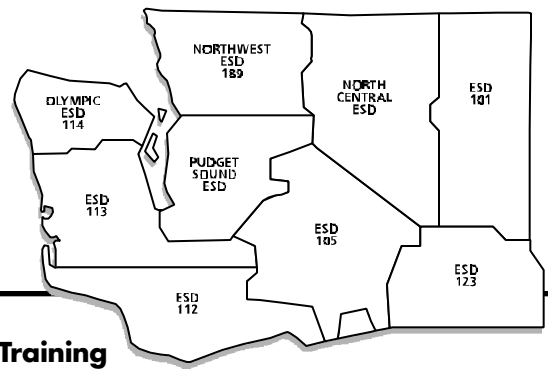 NORTHWEST
ESD
189
OLYMPIC
ESD
114
NORTH
CENTRAL
ESD
ESD
101
PUDGET
SOUND
ESD
ESD
113
ESD
105
ESD
123
ESD
112
Training